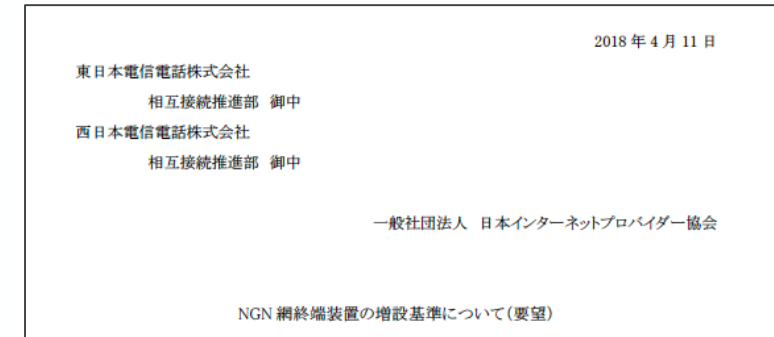 2018 年 4 月 11 日
東日本電信電話株式会社
相互接続推進部 御中
西日本電信電話株式会社
相互接続推進部 御中
一般社団法人 日本インターネットプロバイダー協会
NGN 網終端装置の増設基準について(要望)